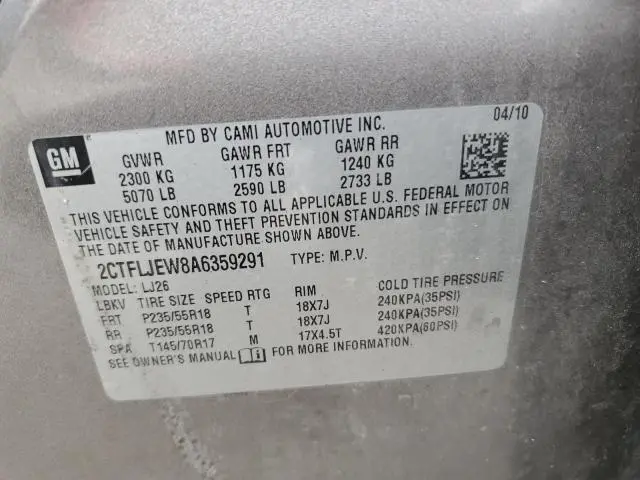 04/10
GM
MFD BY CAMI AUTOMOTIVE INC.
GVWR GAWR FRT GAWR RR
2300 KG 1175 KG 1240 KG
5070 LB 2590 LB 2733 LB
THIS VEHICLE CONFORMS TO ALL APPLICABLE U.S. FEDERAL MOTOR
VEHICLE SAFETY AND THEFT PREVENTION STANDARDS IN EFFECT ON
THE DATE OF MANUFACTURE SHOWN ABOVE.
2CTFLJEW8A6359291 TYPE: M.P.V.
MODEL: LJ26
LBKV TIRE SIZE SPEED RTG RIM COLD TIRE PRESSURE
FRT P235/55R18 T 18X7J 240KPA(35PSI)
RR P235/55R18 T 18X7J 240KPA(35PSI)
SPA T145/70R17 M 17X4.5T 420KPA(60PSI)
SEE OWNER'S MANUAL FOR MORE INFORMATION.